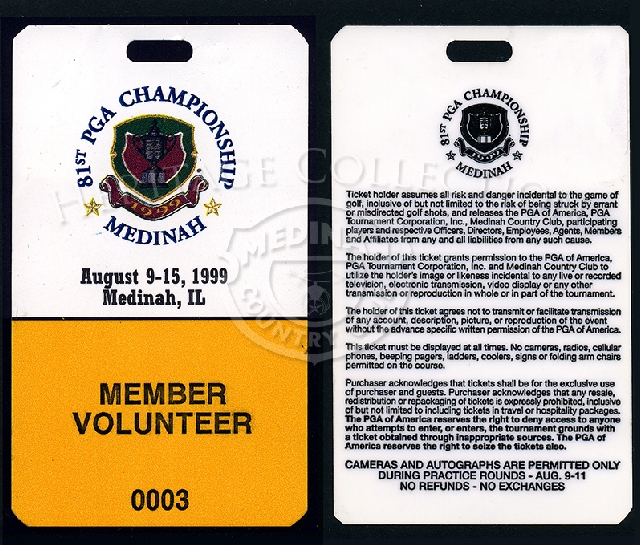 81ST PGA CHAMPIONSHIP
1999
MEDINAH
August 9-15, 1999
Medinah, IL
MEMBER
VOLUNTEER
0003
81ST PGA CHAMPIONSHIP
1999
MEDINAH
Ticket holder assumes all risk and danger incidental to the game of
golf, inclusive of but not limited to the risk of being struck by errant
or misdirected golf shots, and releases the PGA of America, PGA
Tournament Corporation, Inc., Medinah Country Club, participating
players and respective Officers, Directors, Employees, Agents, Members
and Affiliates from any and all liabilities from any such cause.
The holder of this ticket grants permission to the PGA of America,
PGA Tournament Corporation, Inc. and Medinah Country Club to
utilize the holder's image or likeness incidental to any live or recorded
television, electronic transmission, video display or any other
transmission or reproduction in whole or in part of the tournament.
The holder of this ticket agrees not to transmit or facilitate transmission
of any account, description, picture, or reproduction of the event
without the advance specific written permission of the PGA of America.
This ticket must be displayed at all times. No cameras, radios, cellular
phones, beeping pagers, ladders, coolers, signs or folding arm chairs
permitted on the course.
Purchaser acknowledges that tickets shall be for the exclusive use
of purchaser and guests. Purchaser acknowledges that any resale,
redistribution or repackaging of tickets is expressly prohibited, inclusive
of but not limited to including tickets in travel or hospitality packages.
The PGA of America reserves the right to deny access to anyone
who attempts to enter, or enters, the tournament grounds with
a ticket obtained through inappropriate sources. The PGA of
America reserves the right to seize the tickets also.
CAMERAS AND AUTOGRAPHS ARE PERMITTED ONLY
DURING PRACTICE ROUNDS - AUG. 9-11
NO REFUNDS - NO EXCHANGES
MEDINAH
COUNTRY